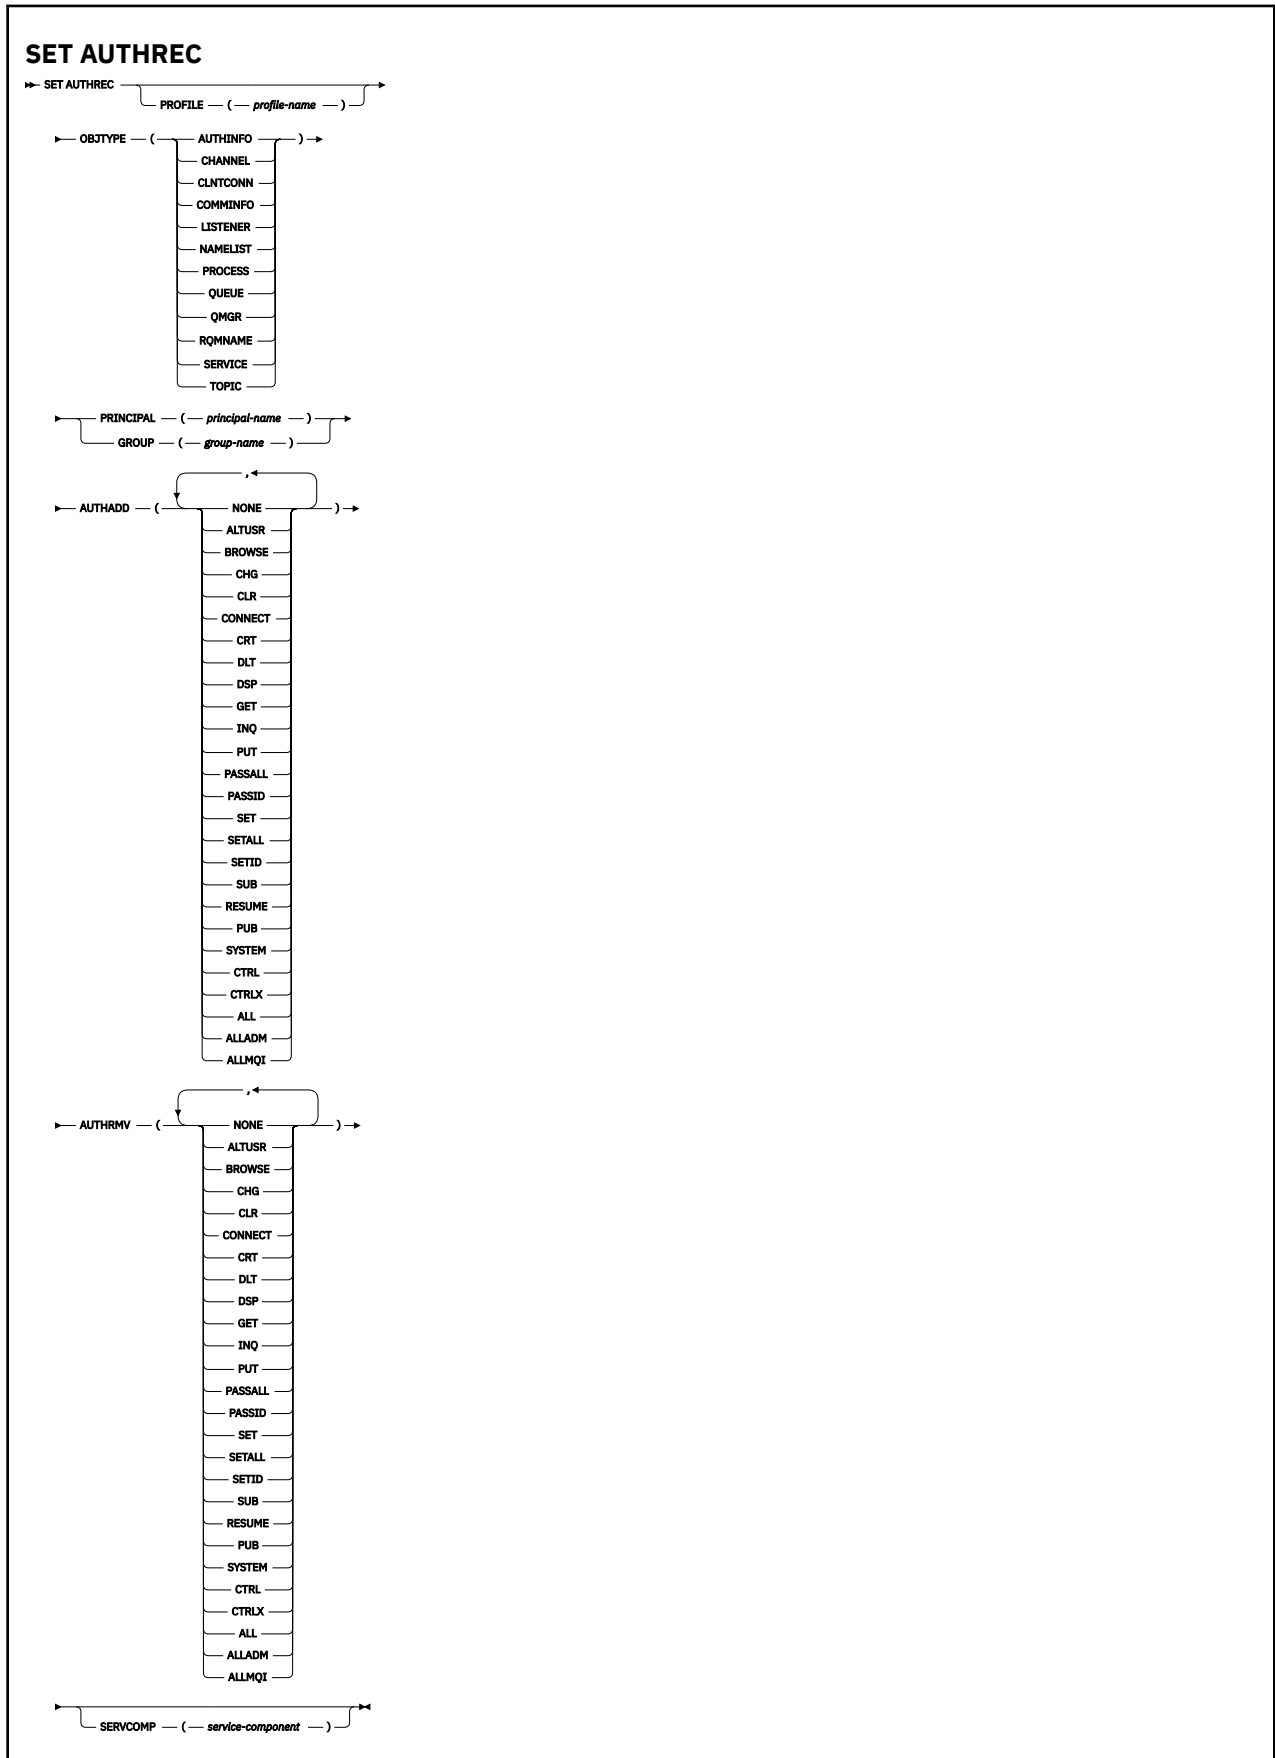 SET AUTHREC
SET AUTHREC
PROFILE ( profile-name )
OBJTYPE ( AUTHINFO )
CHANNEL
CLNTCONN
COMMINFO
LISTENER
NAMELIST
PROCESS
QUEUE
QMGR
RQMNAME
SERVICE
TOPIC
PRINCIPAL ( principal-name )
GROUP ( group-name )
,
AUTHADD ( NONE )
ALTUSR
BROWSE
CHG
CLR
CONNECT
CRT
DLT
DSP
GET
INQ
PUT
PASSALL
PASSID
SET
SETALL
SETID
SUB
RESUME
PUB
SYSTEM
CTRL
CTRLX
ALL
ALLADM
ALLMQI
,
AUTHRMV ( NONE )
ALTUSR
BROWSE
CHG
CLR
CONNECT
CRT
DLT
DSP
GET
INQ
PUT
PASSALL
PASSID
SET
SETALL
SETID
SUB
RESUME
PUB
SYSTEM
CTRL
CTRLX
ALL
ALLADM
ALLMQI
SERVCOMP ( service-component )